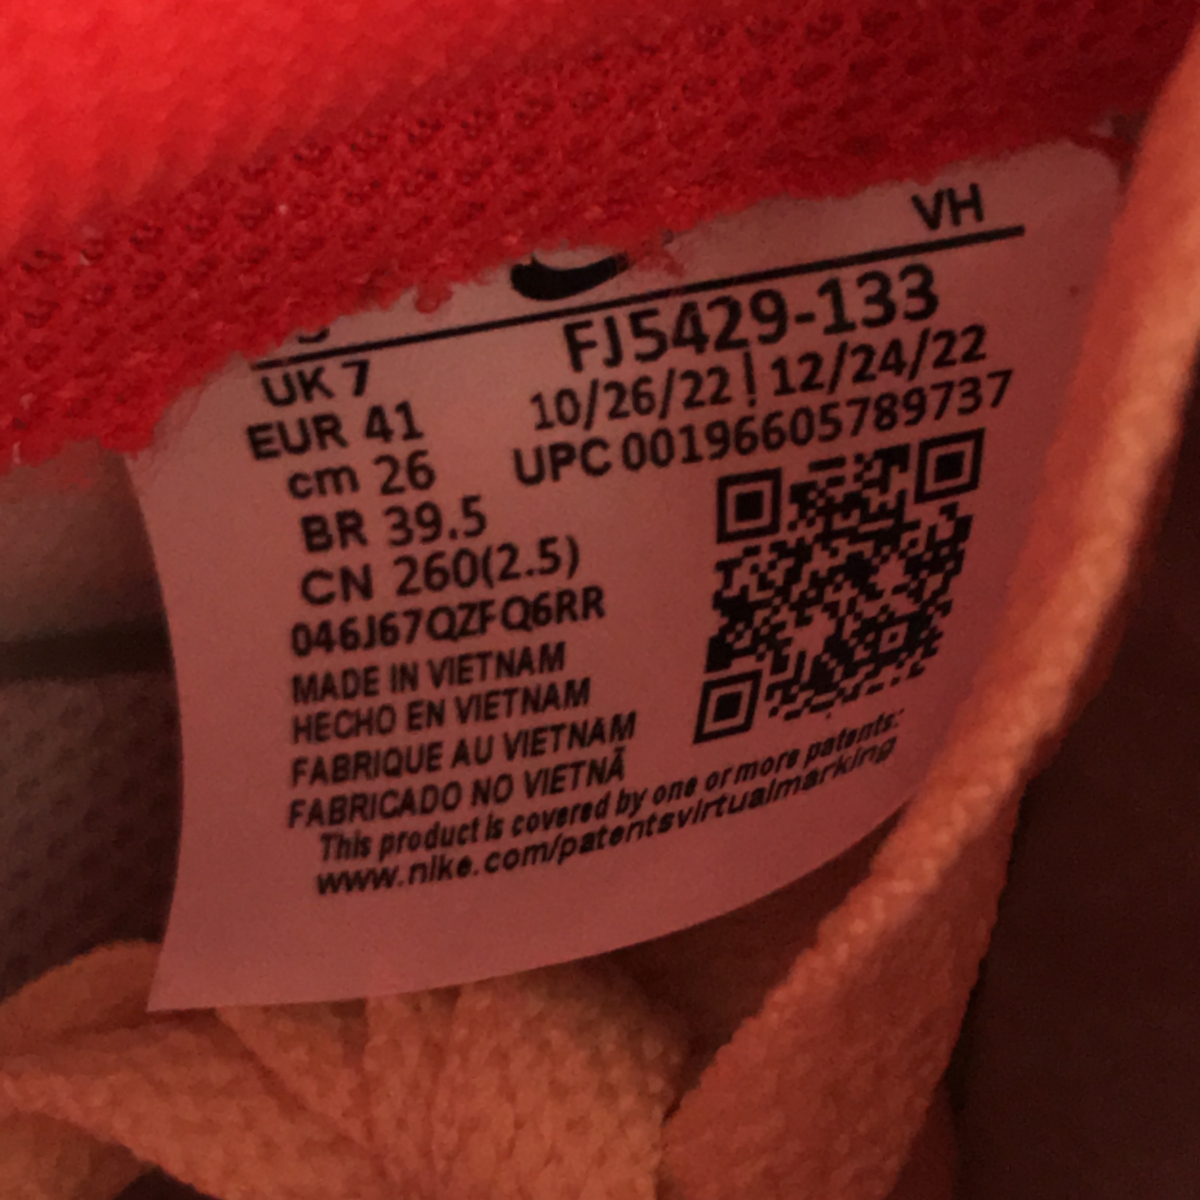 VH
UK 7
EUR 41
cm 26
BR 39.5
CN 260(2.5)
FJ5429-133
10/26/22 | 12/24/22
UPC 00196605789737
046J67QZFQ6RR
MADE IN VIETNAM
HECHO EN VIETNAM
FABRIQUE AU VIETNAM
FABRICADO NO VIETNÃ
This product is covered by one or more patents:
www.nike.com/patentsvirtualmarking